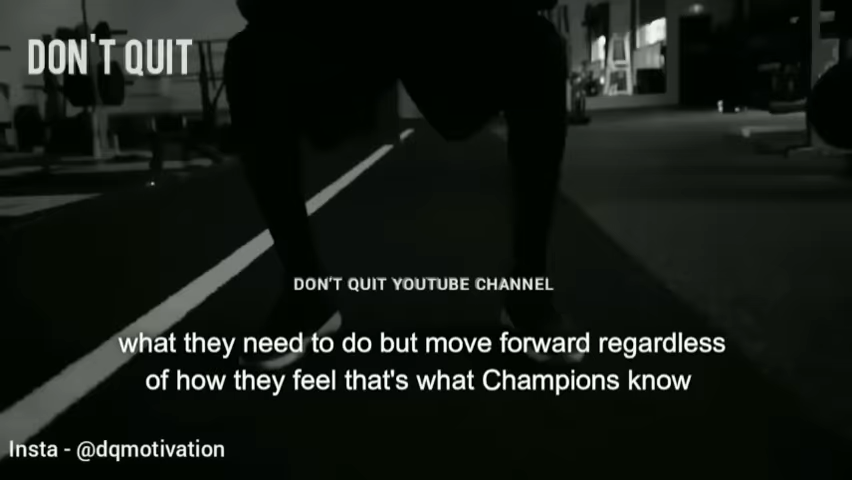 DON'T QUIT
DON'T QUIT YOUTUBE CHANNEL
what they need to do but move forward regardless
of how they feel that's what Champions know
Insta - @dqmotivation